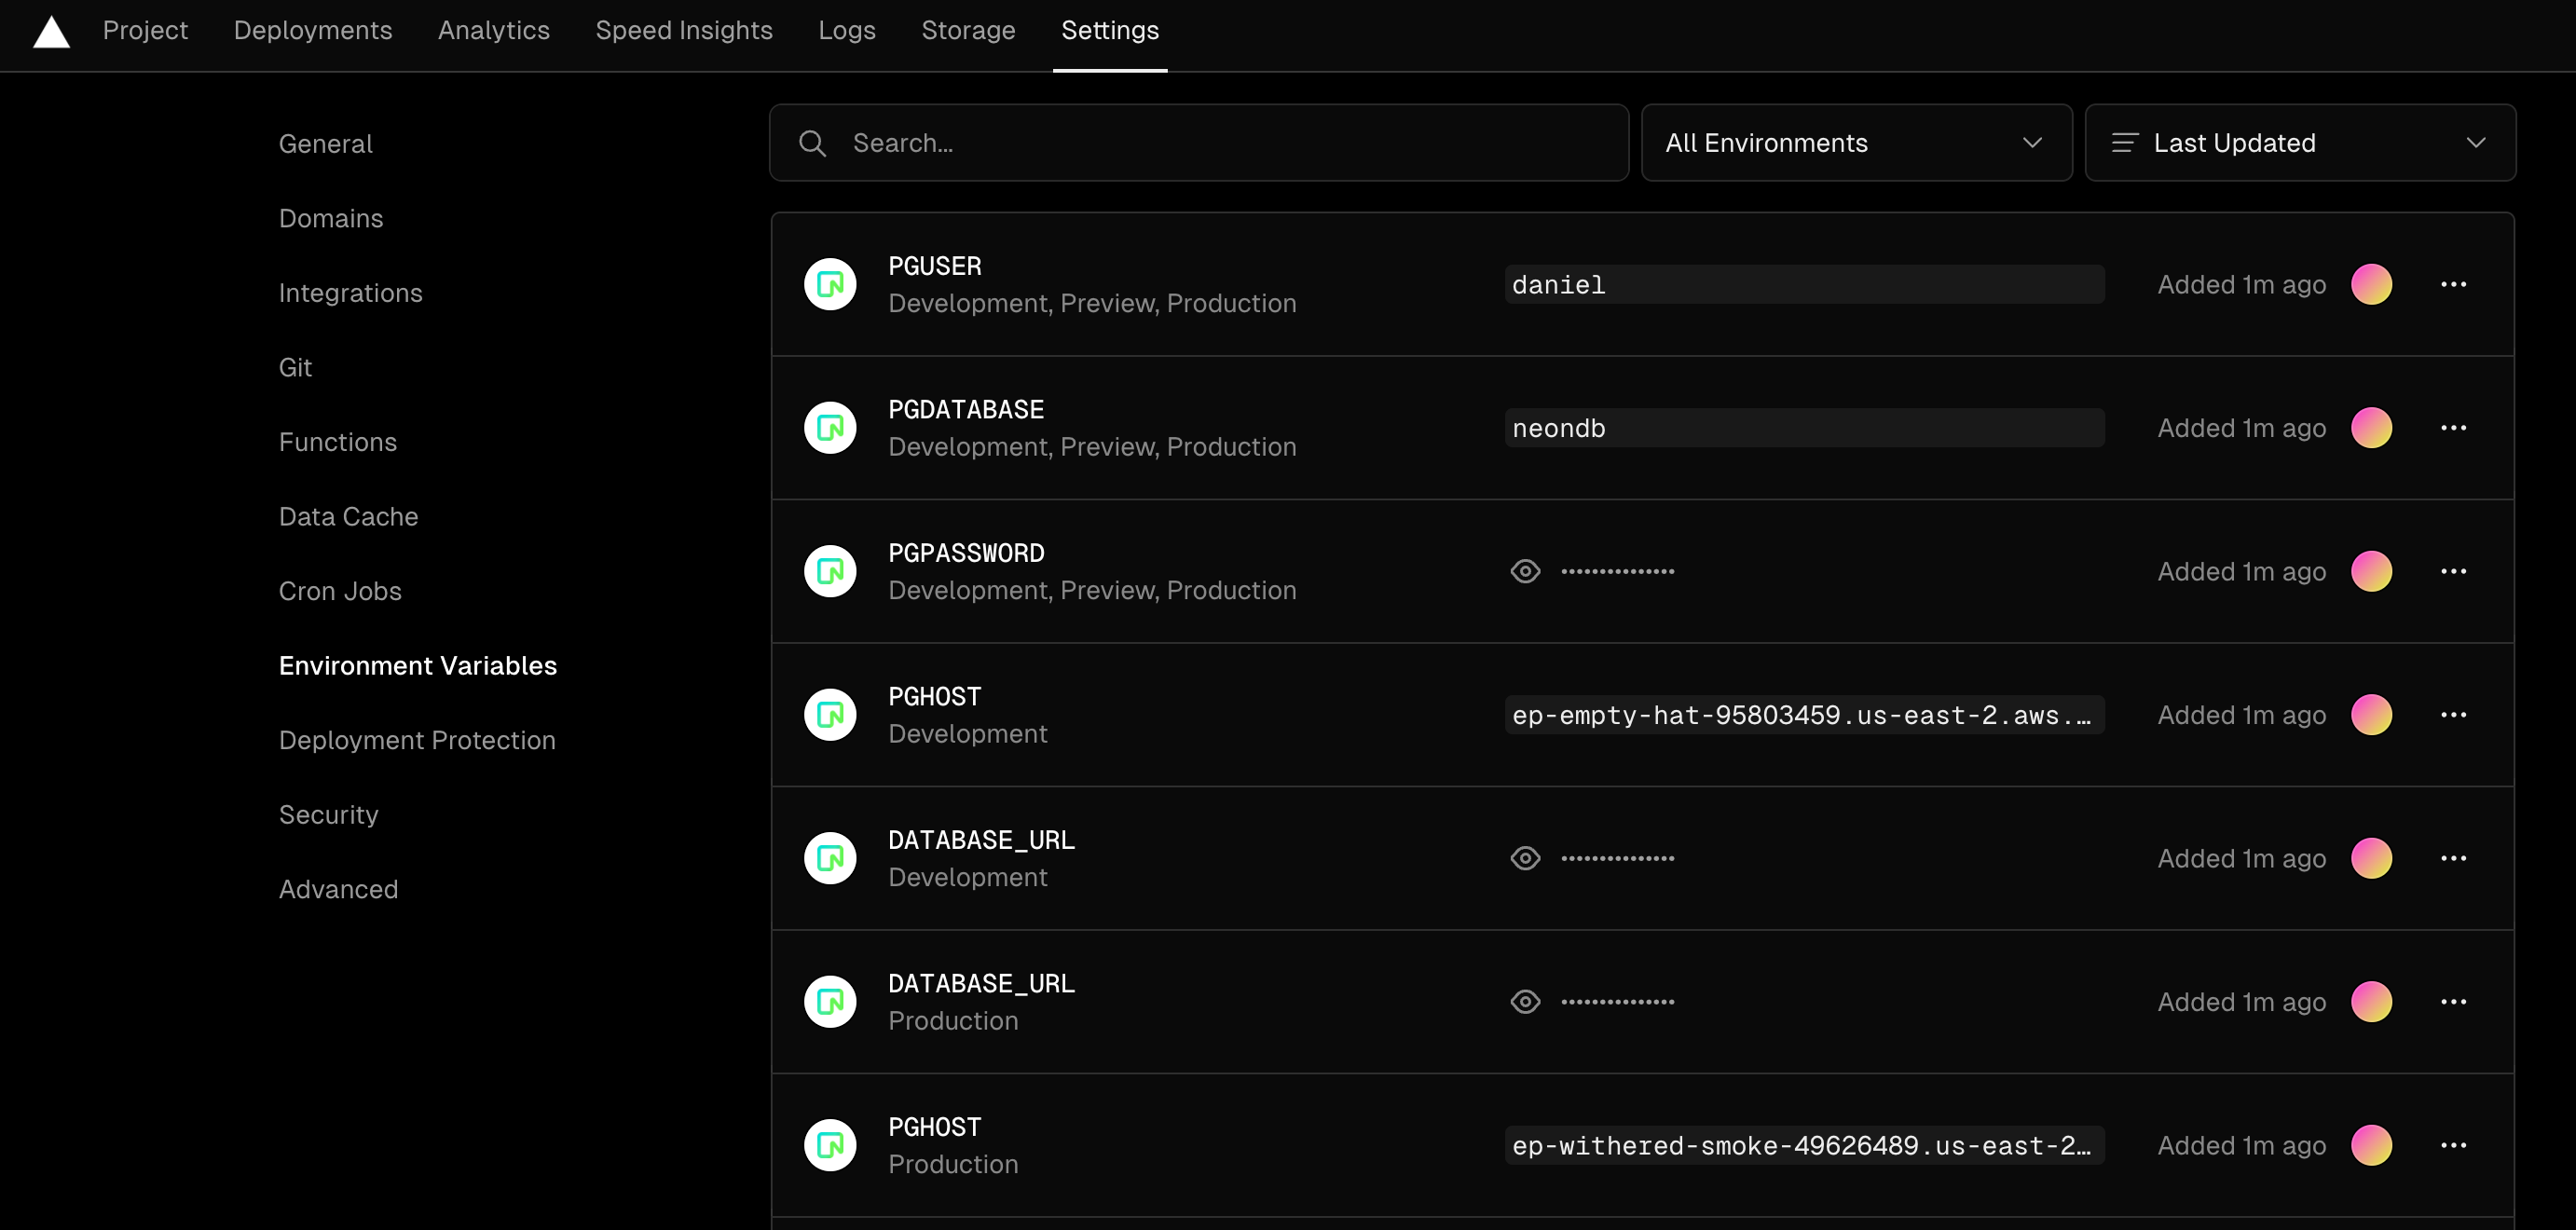 Project Deployments Analytics Speed Insights Logs Storage Settings
General
Domains
Integrations
Git
Functions
Data Cache
Cron Jobs
Environment Variables
Deployment Protection
Security
Advanced
Search... All Environments Last Updated
PGUSER
Development, Preview, Production
daniel
Added 1m ago
PGDATABASE
Development, Preview, Production
neondb
Added 1m ago
PGPASSWORD
Development, Preview, Production
•••••••••••••••
Added 1m ago
PGHOST
Development
ep-empty-hat-95803459.us-east-2.aws.…
Added 1m ago
DATABASE_URL
Development
•••••••••••••••
Added 1m ago
DATABASE_URL
Production
•••••••••••••••
Added 1m ago
PGHOST
Production
ep-withered-smoke-49626489.us-east-2…
Added 1m ago